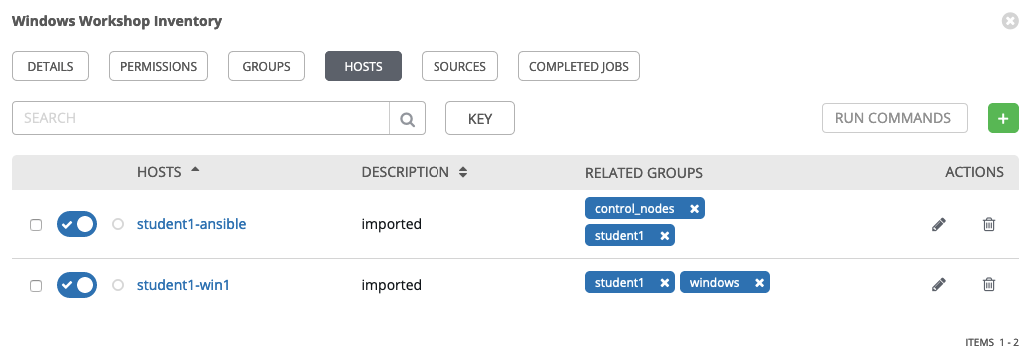 Windows Workshop Inventory
DETAILS PERMISSIONS GROUPS HOSTS SOURCES COMPLETED JOBS
SEARCH KEY RUN COMMANDS +
HOSTS DESCRIPTION RELATED GROUPS ACTIONS
student1-ansible imported control_nodes
student1
student1-win1 imported student1 windows
ITEMS 1 - 2